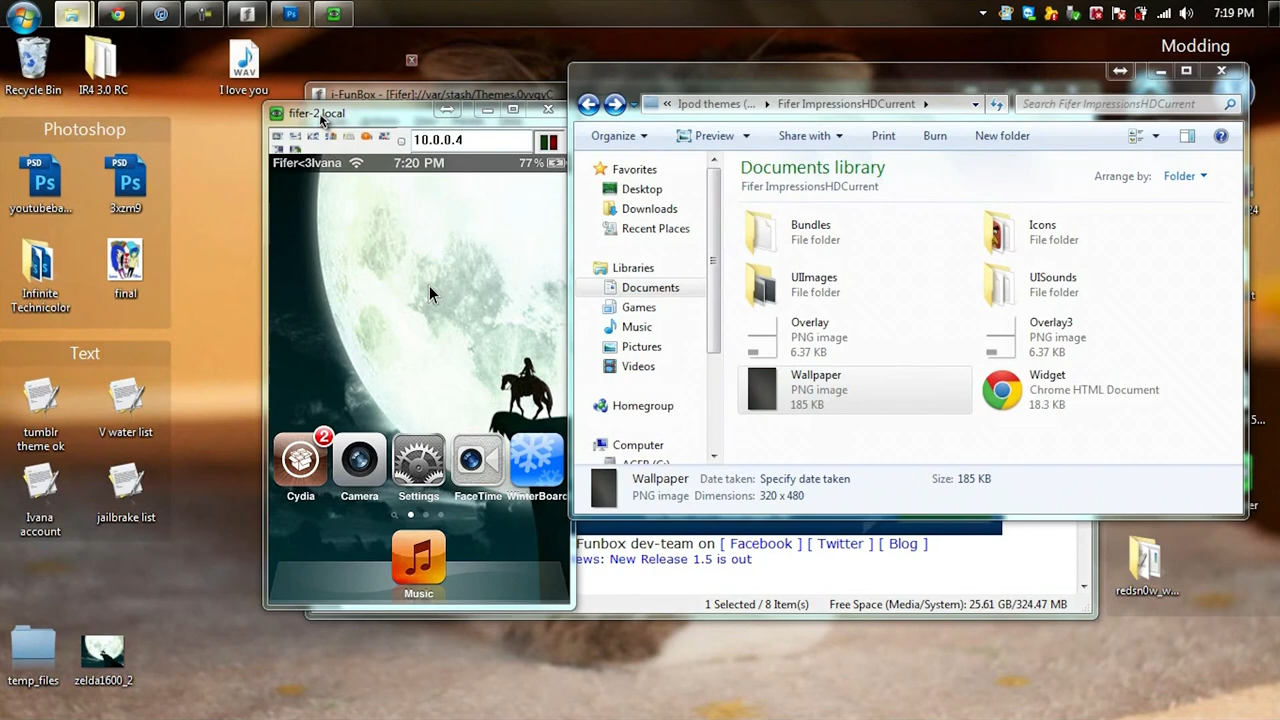 7:19 PM
Modding
Recycle Bin
IR4 3.0 RC
WAV
I love you
Photoshop
PSD
Ps
youtubeba...
PSD
Ps
3xzm9
Infinite
Technicolor
final
Text
tumblr
theme ok
V water list
Ivana
account
jailbrake list
temp_files
zelda1600_2
redsn0w_w...
i-FunBox - [Fifer]://var/stash/Themes.
fifer-2.local
10.0.0.4
Fifer<3Ivana
7:20 PM
77%
2
Cydia
Camera
Settings
FaceTime
WinterBoard
Music
« Ipod themes (...
Fifer ImpressionsHDCurrent
Search Fifer ImpressionsHDCurrent
Organize
Preview
Share with
Print
Burn
New folder
Favorites
Desktop
Downloads
Recent Places
Libraries
Documents
Games
Music
Pictures
Videos
Homegroup
Computer
Documents library
Fifer ImpressionsHDCurrent
Arrange by:
Folder
Bundles
File folder
Icons
File folder
UIImages
File folder
UISounds
File folder
Overlay
PNG image
6.37 KB
Overlay3
PNG image
6.37 KB
Wallpaper
PNG image
185 KB
Widget
Chrome HTML Document
18.3 KB
Wallpaper
Date taken: Specify date taken
Size: 185 KB
PNG image
Dimensions: 320 x 480
Funbox dev-team on [ Facebook ] [ Twitter ] [ Blog ]
ews: New Release 1.5 is out
1 Selected / 8 Item(s)
Free Space (Media/System): 25.61 GB/324.47 MB